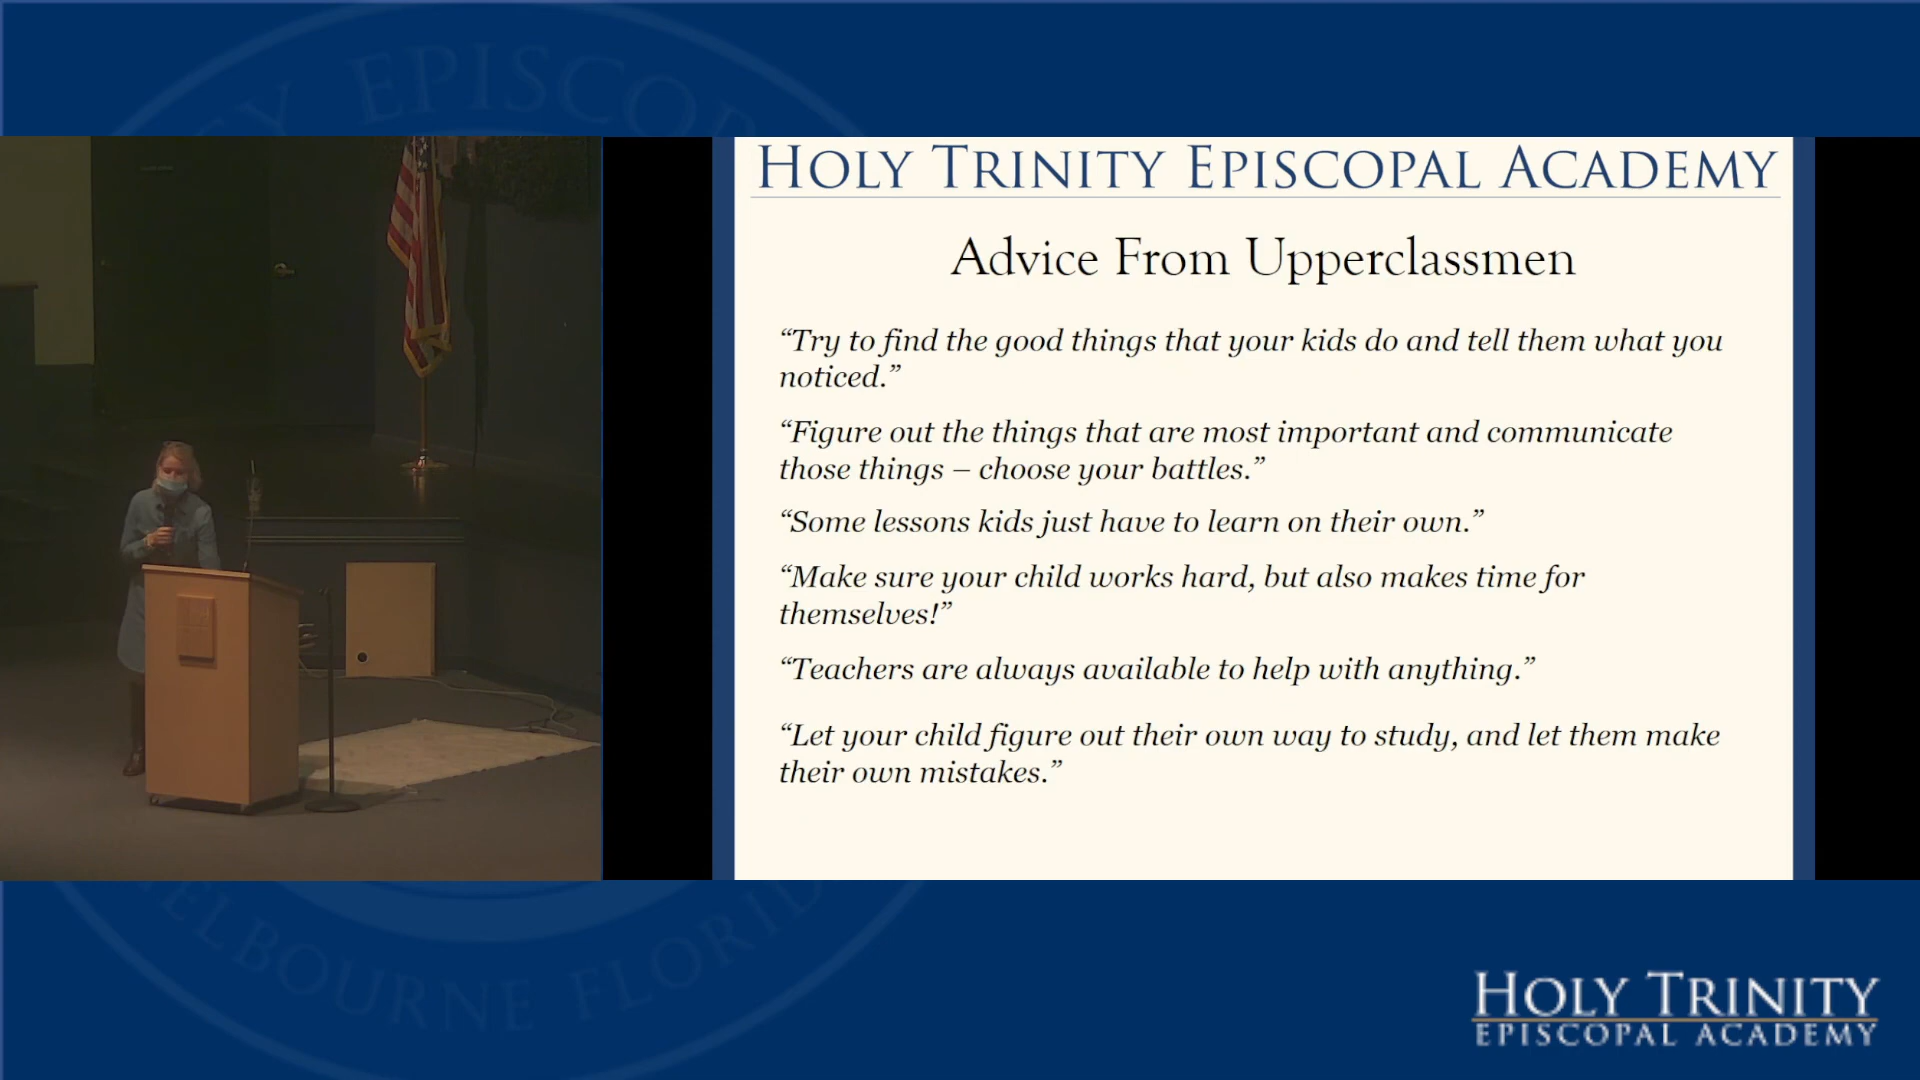 HOLY TRINITY EPISCOPAL ACADEMY
Advice From Upperclassmen
“Try to find the good things that your kids do and tell them what you
noticed.”
“Figure out the things that are most important and communicate
those things – choose your battles.”
“Some lessons kids just have to learn on their own.”
“Make sure your child works hard, but also makes time for
themselves!”
“Teachers are always available to help with anything.”
“Let your child figure out their own way to study, and let them make
their own mistakes.”
HOLY TRINITY
EPISCOPAL ACADEMY